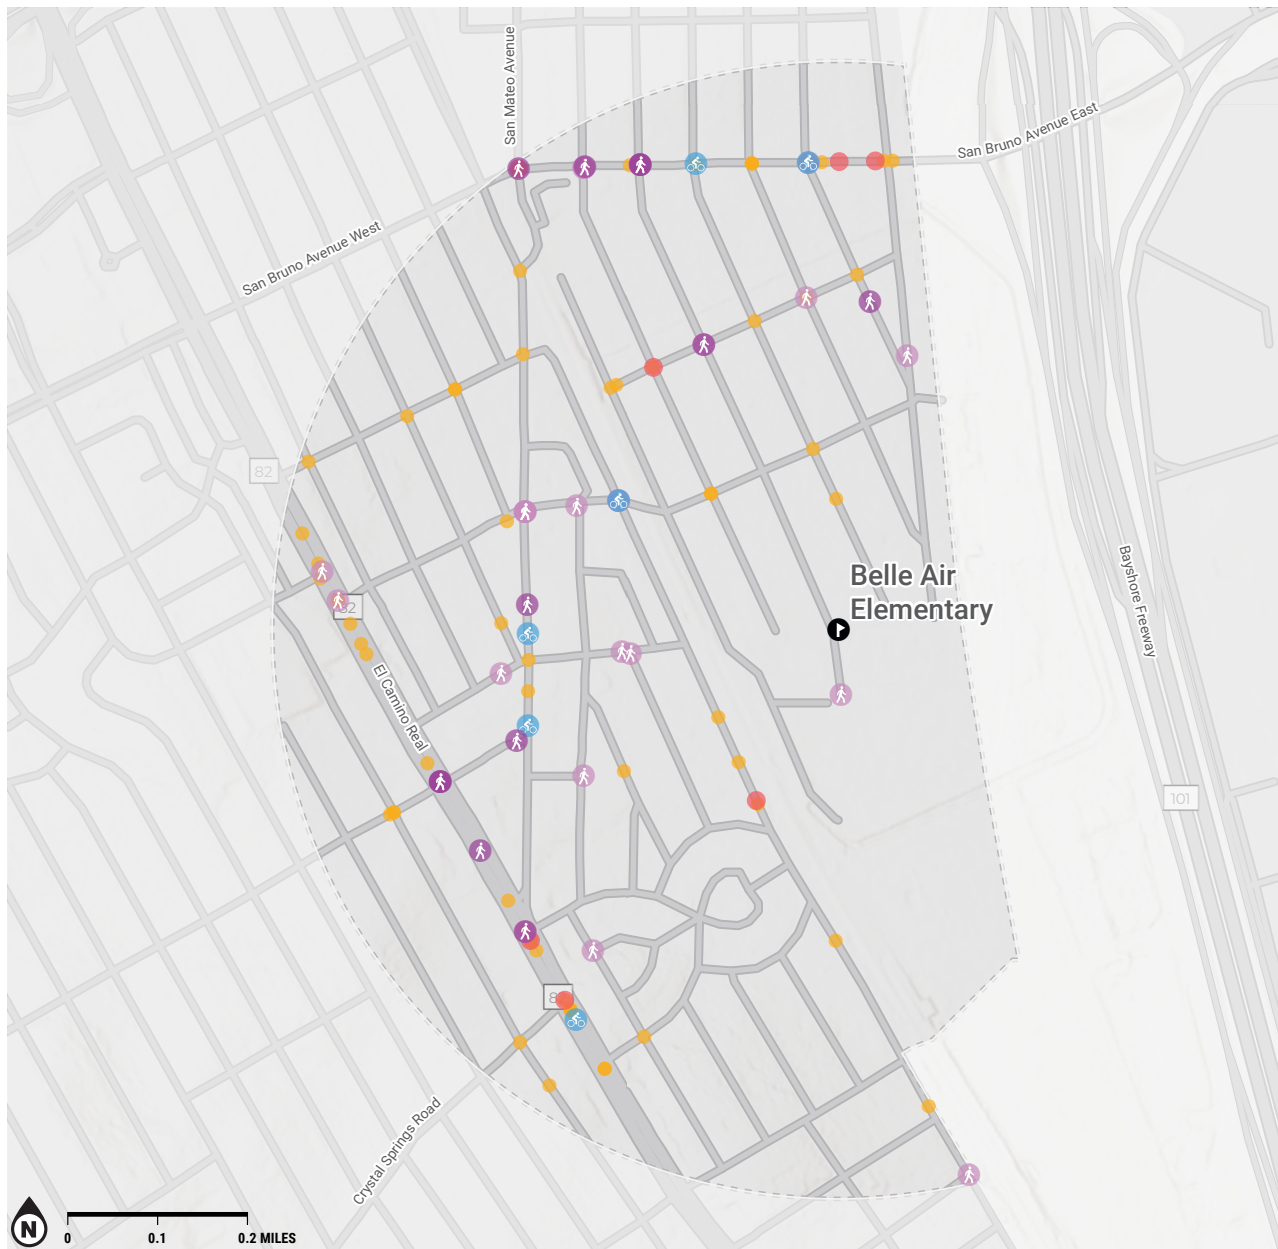 San Mateo Avenue
San Bruno Avenue East
San Bruno Avenue West
82
Belle Air
Elementary
82
Bayshore Freeway
El Camino Real
101
Crystal Springs Road
N
0
0.1
0.2 MILES